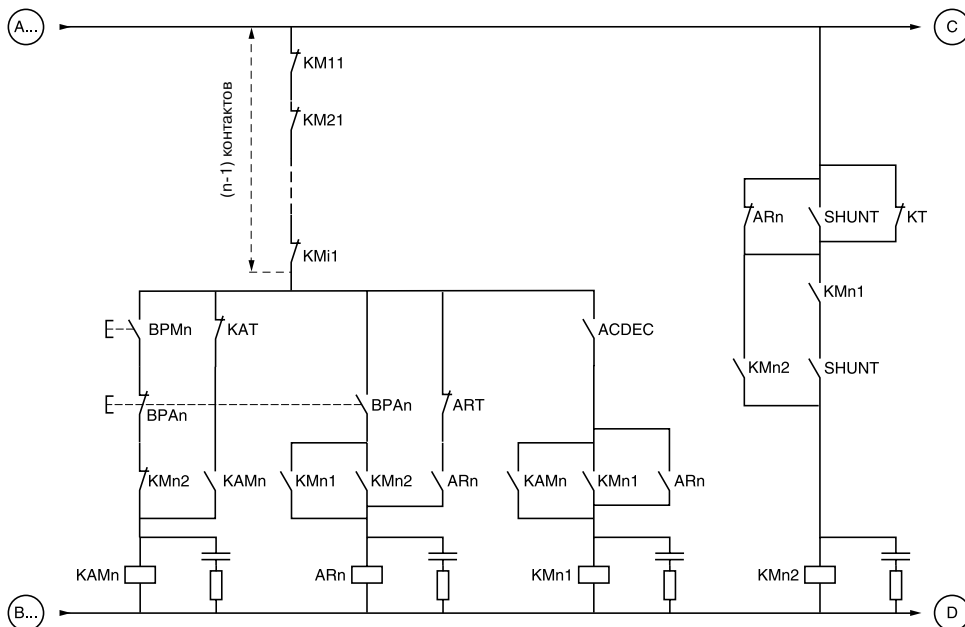 A...
C
KM11
KM21
(n-1) контактов
ARn
SHUNT
KT
KMi1
KMn1
BPMn
KAT
ACDEC
KMn2
SHUNT
BPAn
BPAn
ART
KMn2
KAMn
KMn1
KMn2
ARn
KAMn
KMn1
ARn
KAMn
ARn
KMn1
KMn2
B...
D